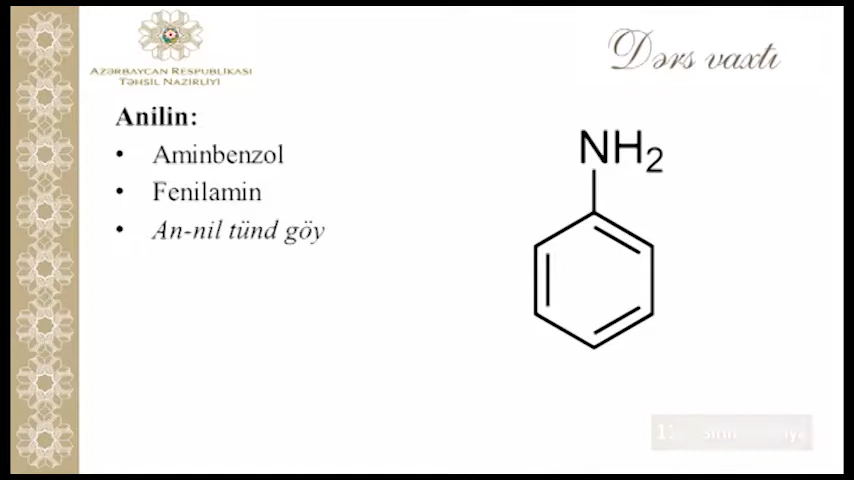 AZƏRBAYCAN RESPUBLİKASI
TƏHSİL NAZİRLİYİ
Dərs vaxtı
Anilin:
• Aminbenzol
• Fenilamin
• An-nil tünd göy
NH2